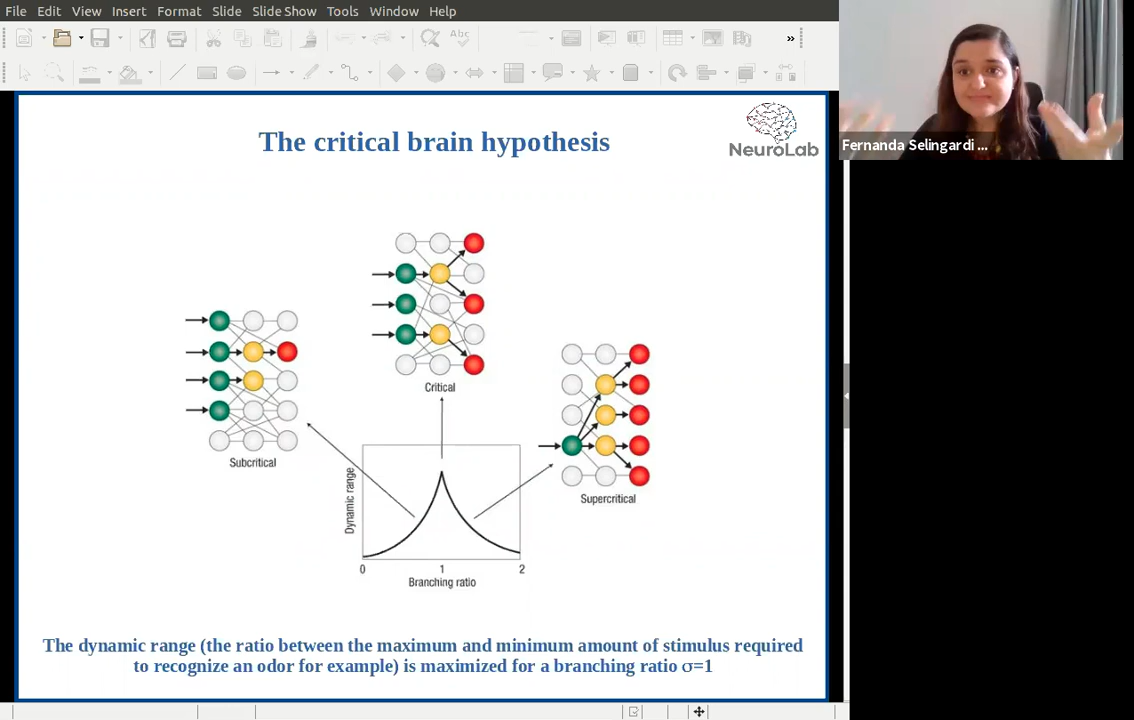 File Edit View Insert Format Slide Slide Show Tools Window Help
Abc
»
Fernanda Selingardi ...
NeuroLab
The critical brain hypothesis
Critical
Subcritical
Supercritical
Dynamic range
0 1 2
Branching ratio
The dynamic range (the ratio between the maximum and minimum amount of stimulus required
to recognize an odor for example) is maximized for a branching ratio σ=1